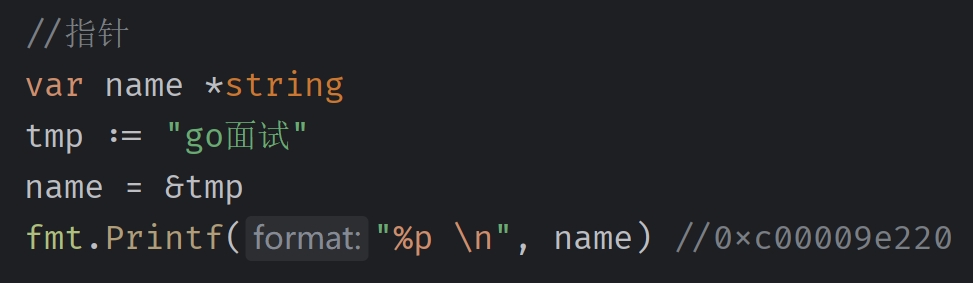 //指针
var name *string
tmp := "go面试"
name = &tmp
fmt.Printf( format: "%p \n", name) //0xc00009e220